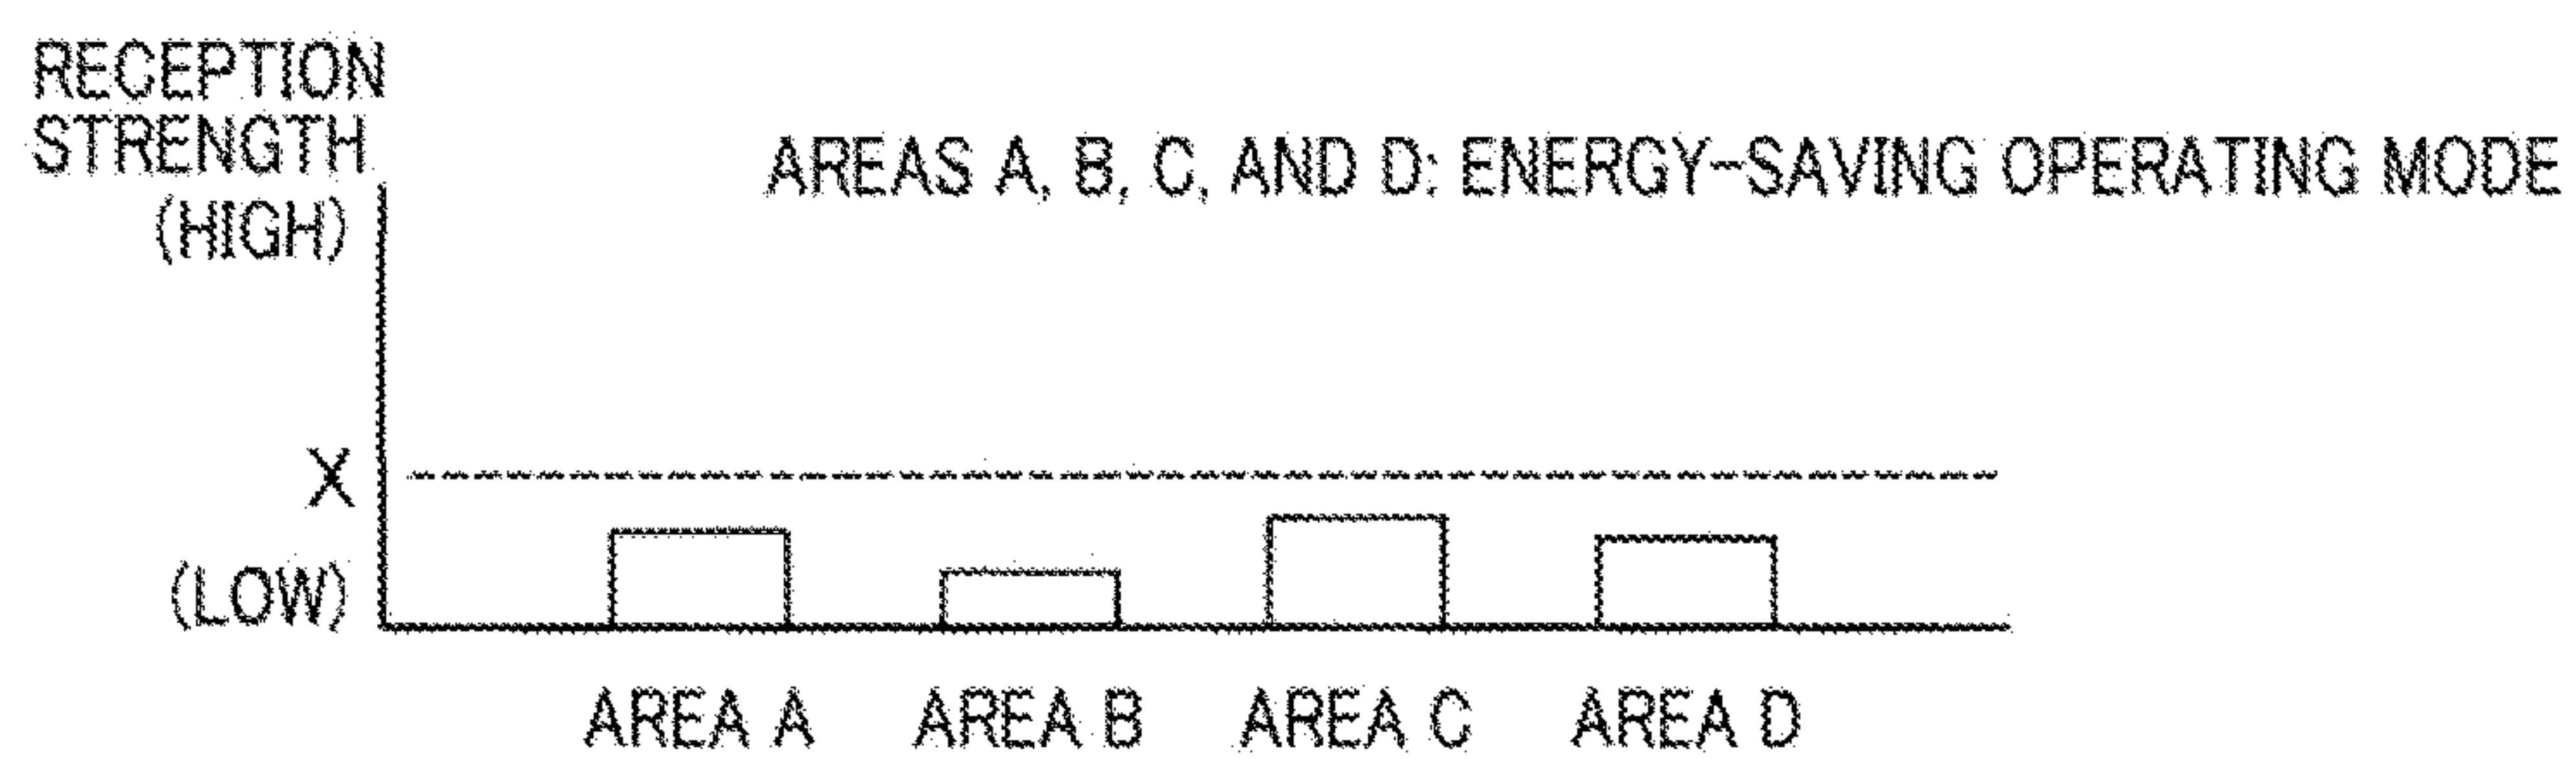 RECEPTION
STRENGTH
(HIGH)
AREAS A, B, C, AND D: ENERGY-SAVING OPERATING MODE
X
(LOW)
AREA A AREA B AREA C AREA D